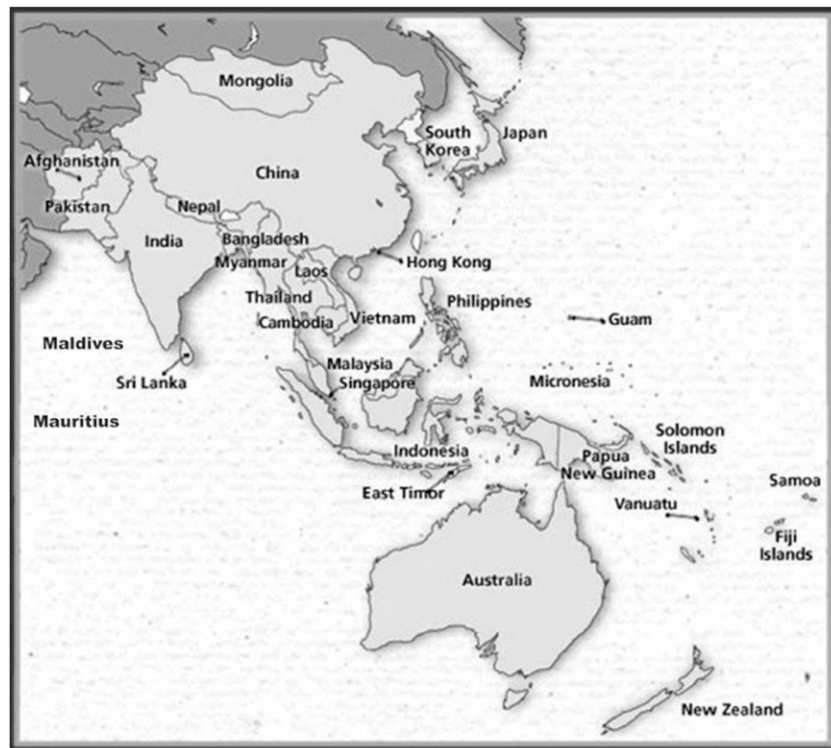 Mongolia
South
Korea
Japan
Afghanistan
China
Pakistan
Nepal
India
Bangladesh
Myanmar
Hong Kong
Laos
Thailand
Philippines
Cambodia
Vietnam
Guam
Maldives
Sri Lanka
Malaysia
Singapore
Micronesia
Mauritius
Solomon
Islands
Indonesia
Papua
New Guinea
East Timor
Vanuatu
Samoa
Fiji
Islands
Australia
New Zealand